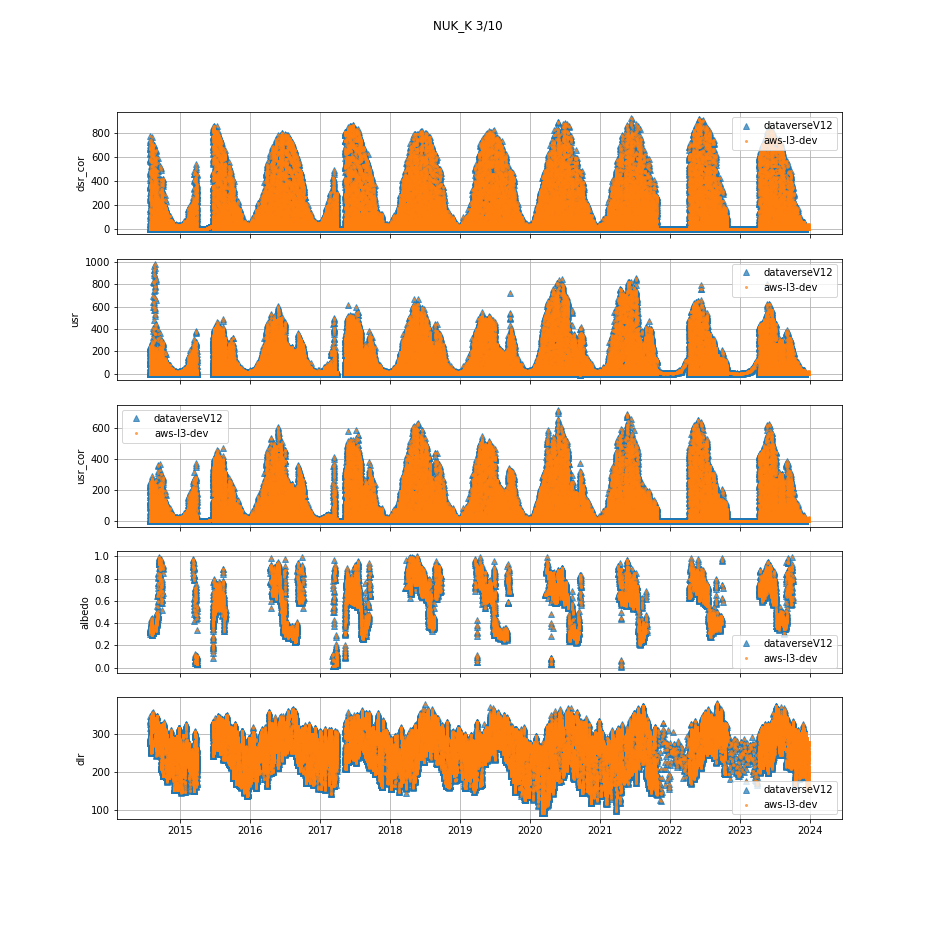 NUK_K 3/10
dsr_cor
800
600
400
200
0
dataverseV12
aws-l3-dev
usr
1000
800
600
400
200
0
dataverseV12
aws-l3-dev
usr_cor
600
400
200
0
dataverseV12
aws-l3-dev
albedo
1.0
0.8
0.6
0.4
0.2
0.0
dataverseV12
aws-l3-dev
dlr
300
200
100
dataverseV12
aws-l3-dev
2015 2016 2017 2018 2019 2020 2021 2022 2023 2024